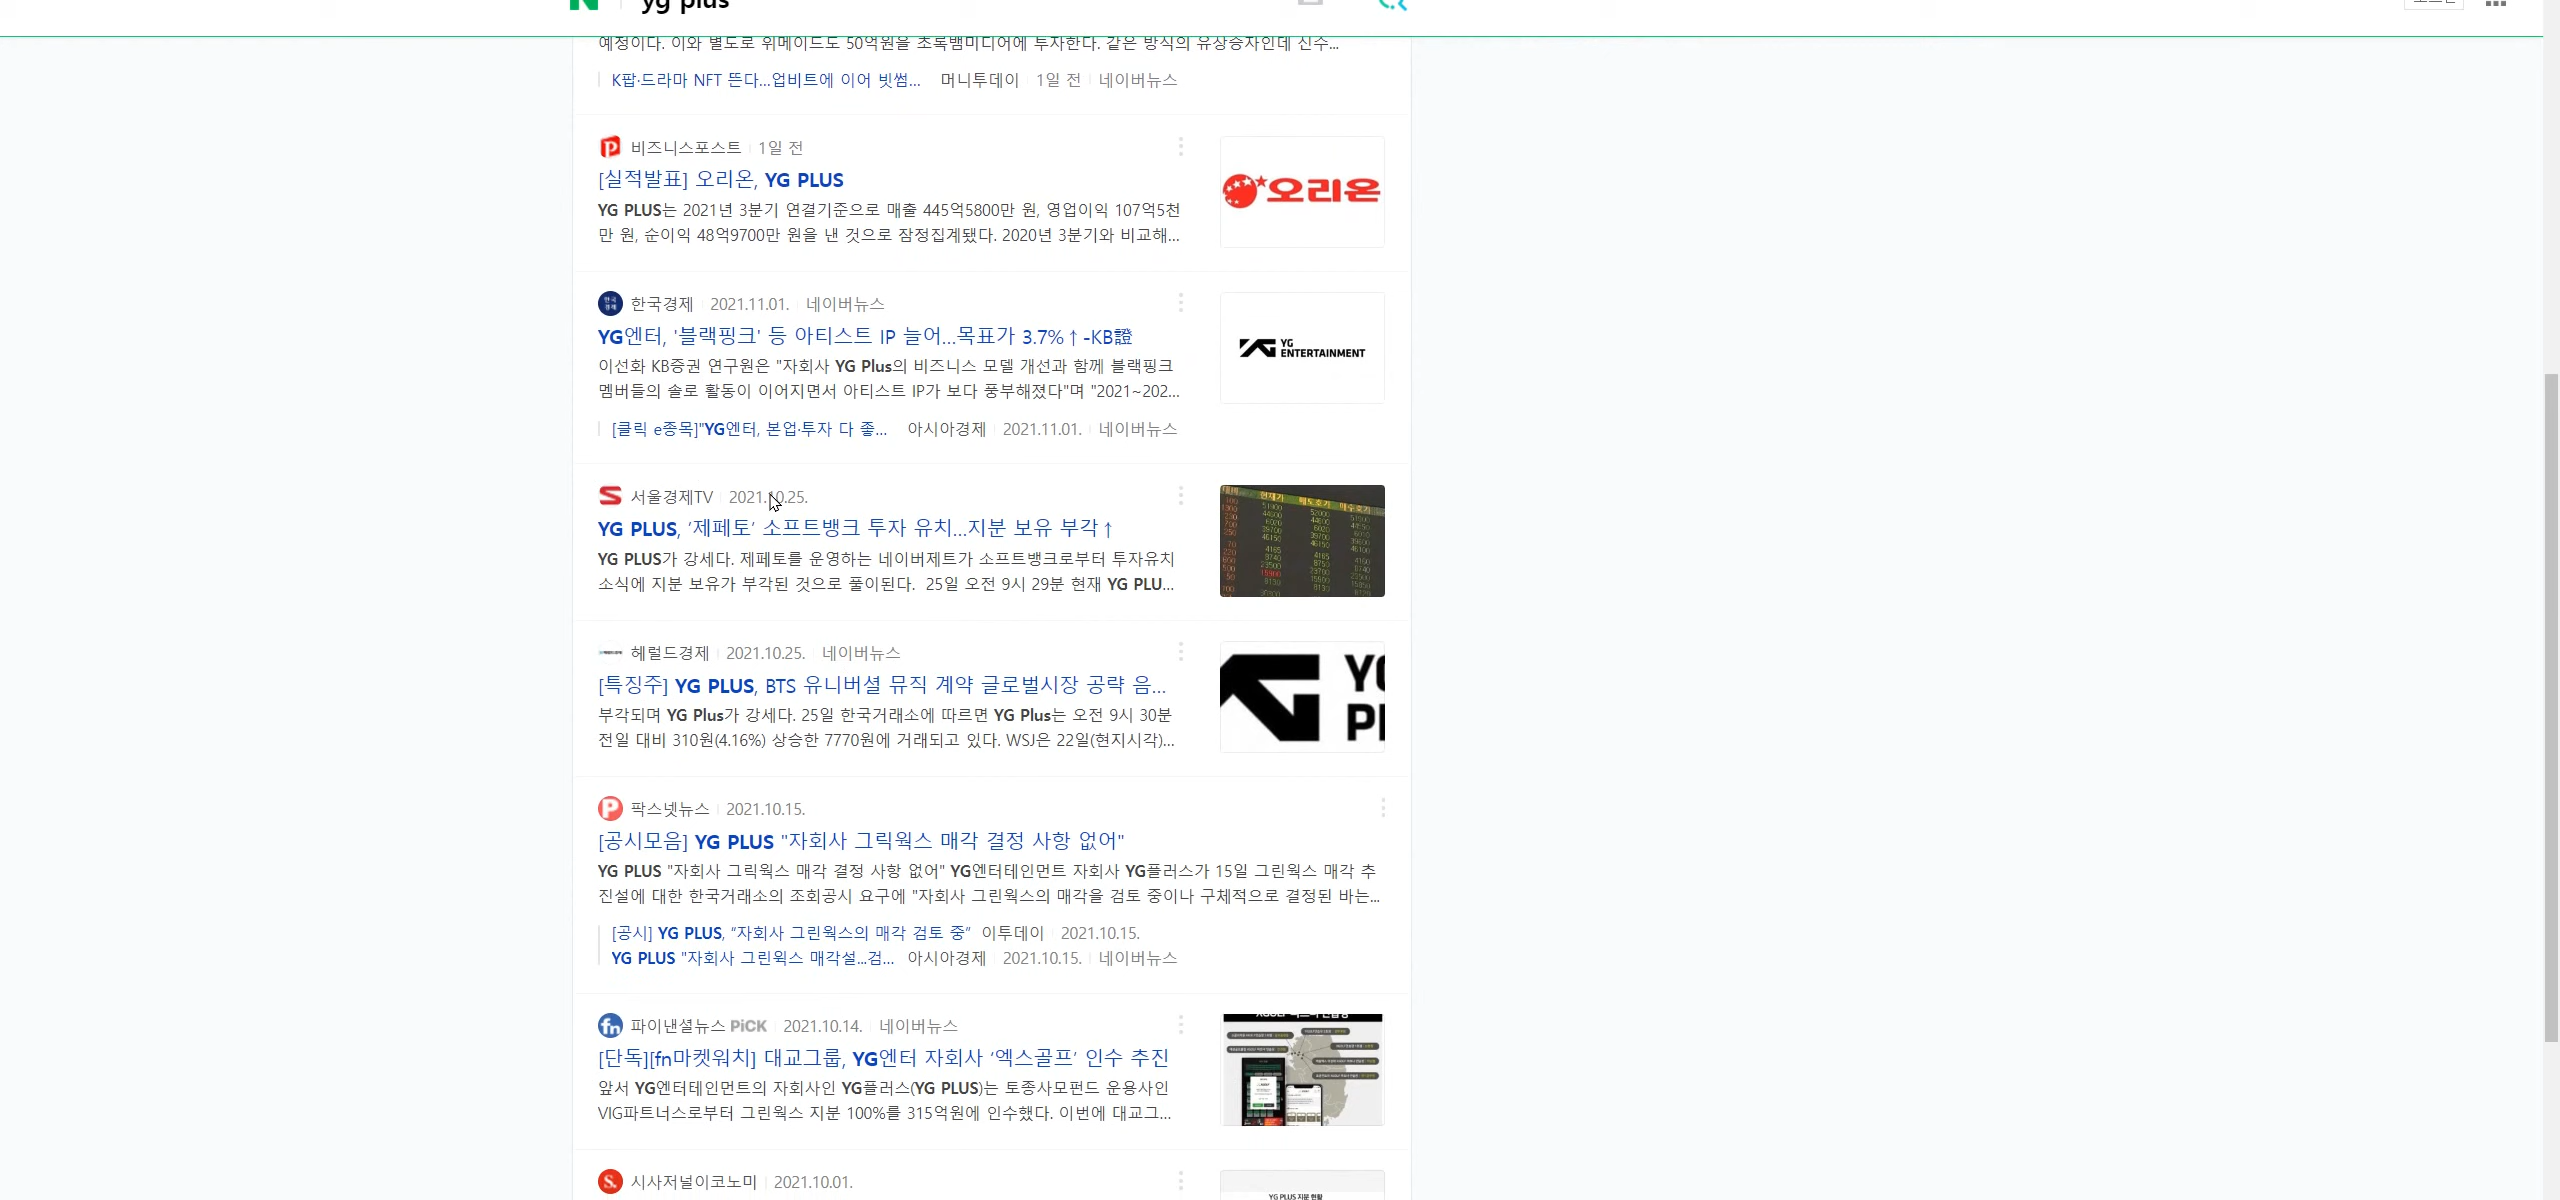 yg plus
예정이다. 이와 별도로 위메이드도 50억원을 초록뱀미디어에 투자한다. 같은 방식의 유상증자인데 신수...
K팝·드라마 NFT 뜬다...업비트에 이어 빗썸... 머니투데이 1일 전 네이버뉴스
비즈니스포스트 1일 전
[실적발표] 오리온, YG PLUS
YG PLUS는 2021년 3분기 연결기준으로 매출 445억5800만 원, 영업이익 107억5천
만 원, 순이익 48억9700만 원을 낸 것으로 잠정집계됐다. 2020년 3분기와 비교해...
오리온
한국경제 2021.11.01. 네이버뉴스
YG엔터, '블랙핑크' 등 아티스트 IP 늘어...목표가 3.7%↑-KB證
이선화 KB증권 연구원은 "자회사 YG Plus의 비즈니스 모델 개선과 함께 블랙핑크
멤버들의 솔로 활동이 이어지면서 아티스트 IP가 보다 풍부해졌다"며 "2021~202...
YG
ENTERTAINMENT
[클릭 e종목]"YG엔터, 본업·투자 다 좋... 아시아경제 2021.11.01. 네이버뉴스
서울경제TV 2021.10.25.
YG PLUS, ‘제페토’ 소프트뱅크 투자 유치...지분 보유 부각↑
YG PLUS가 강세다. 제페토를 운영하는 네이버제트가 소프트뱅크로부터 투자유치
소식에 지분 보유가 부각된 것으로 풀이된다. 25일 오전 9시 29분 현재 YG PLU...
헤럴드경제 2021.10.25. 네이버뉴스
[특징주] YG PLUS, BTS 유니버셜 뮤직 계약 글로벌시장 공략 음...
부각되며 YG Plus가 강세다. 25일 한국거래소에 따르면 YG Plus는 오전 9시 30분
전일 대비 310원(4.16%) 상승한 7770원에 거래되고 있다. WSJ은 22일(현지시각)...
팍스넷뉴스 2021.10.15.
[공시모음] YG PLUS "자회사 그릭웍스 매각 결정 사항 없어"
YG PLUS "자회사 그릭웍스 매각 결정 사항 없어" YG엔터테인먼트 자회사 YG플러스가 15일 그린웍스 매각 추
진설에 대한 한국거래소의 조회공시 요구에 "자회사 그린웍스의 매각을 검토 중이나 구체적으로 결정된 바는...
[공시] YG PLUS, “자회사 그린웍스의 매각 검토 중” 이투데이 2021.10.15.
YG PLUS "자회사 그린웍스 매각설...검... 아시아경제 2021.10.15. 네이버뉴스
파이낸셜뉴스 PiCK 2021.10.14. 네이버뉴스
[단독][fn마켓워치] 대교그룹, YG엔터 자회사 ‘엑스골프’ 인수 추진
앞서 YG엔터테인먼트의 자회사인 YG플러스(YG PLUS)는 토종사모펀드 운용사인
VIG파트너스로부터 그린웍스 지분 100%를 315억원에 인수했다. 이번에 대교그...
시사저널이코노미 2021.10.01.
YG PLUS 지분 현황